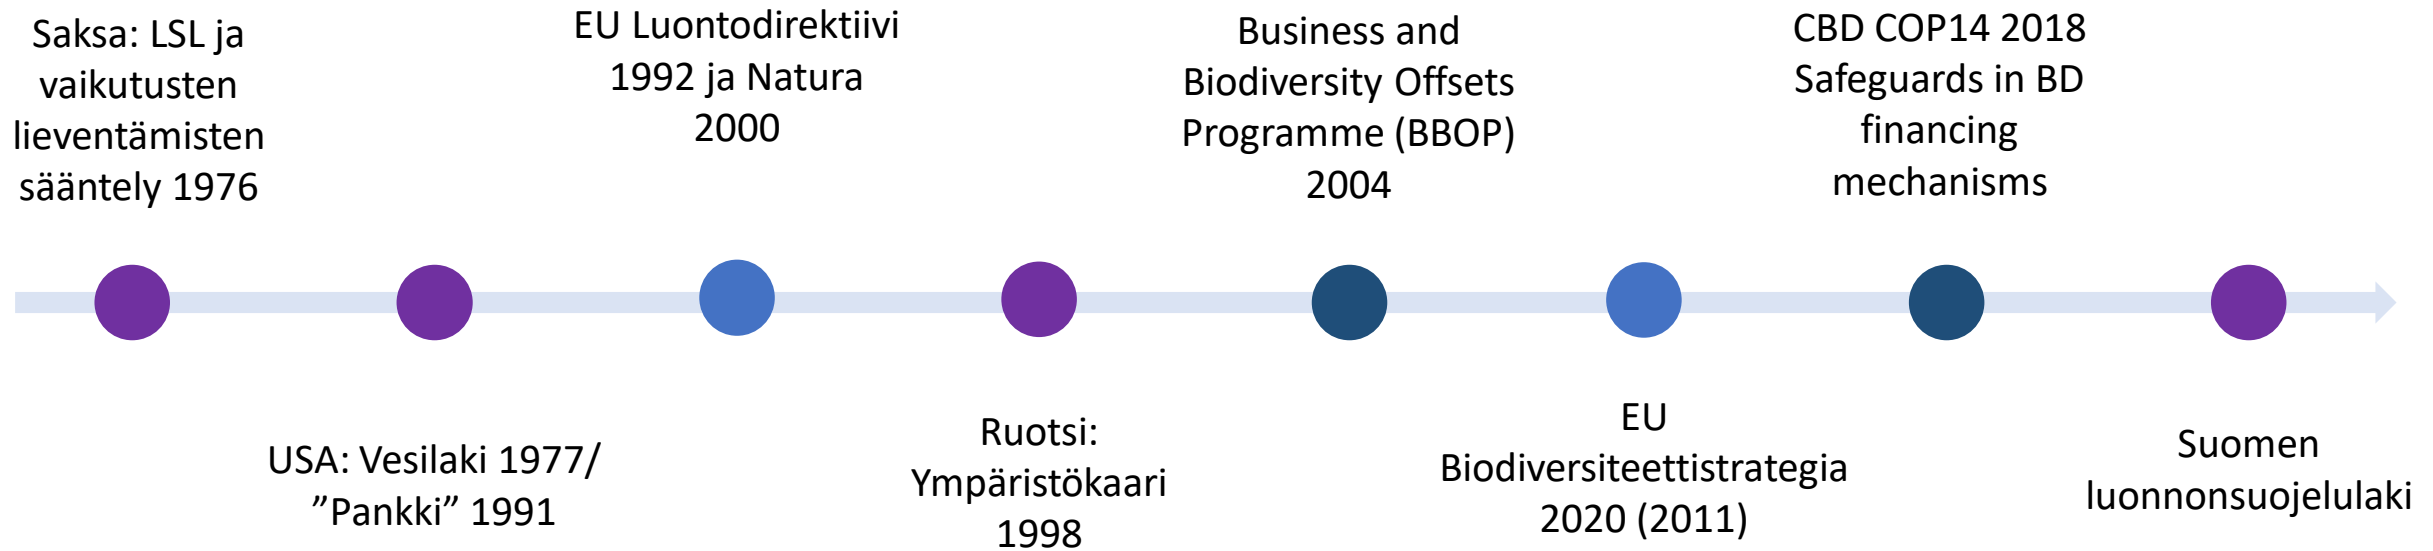 Saksa: LSL ja
vaikutusten
lieventämisten
sääntely 1976
USA: Vesilaki 1977/
”Pankki” 1991
EU Luontodirektiivi
1992 ja Natura
2000
Ruotsi:
Ympäristökaari
1998
Business and
Biodiversity Offsets
Programme (BBOP)
2004
EU
Biodiversiteettistrategia
2020 (2011)
CBD COP14 2018
Safeguards in BD
financing
mechanisms
Suomen
luonnonsuojelulaki